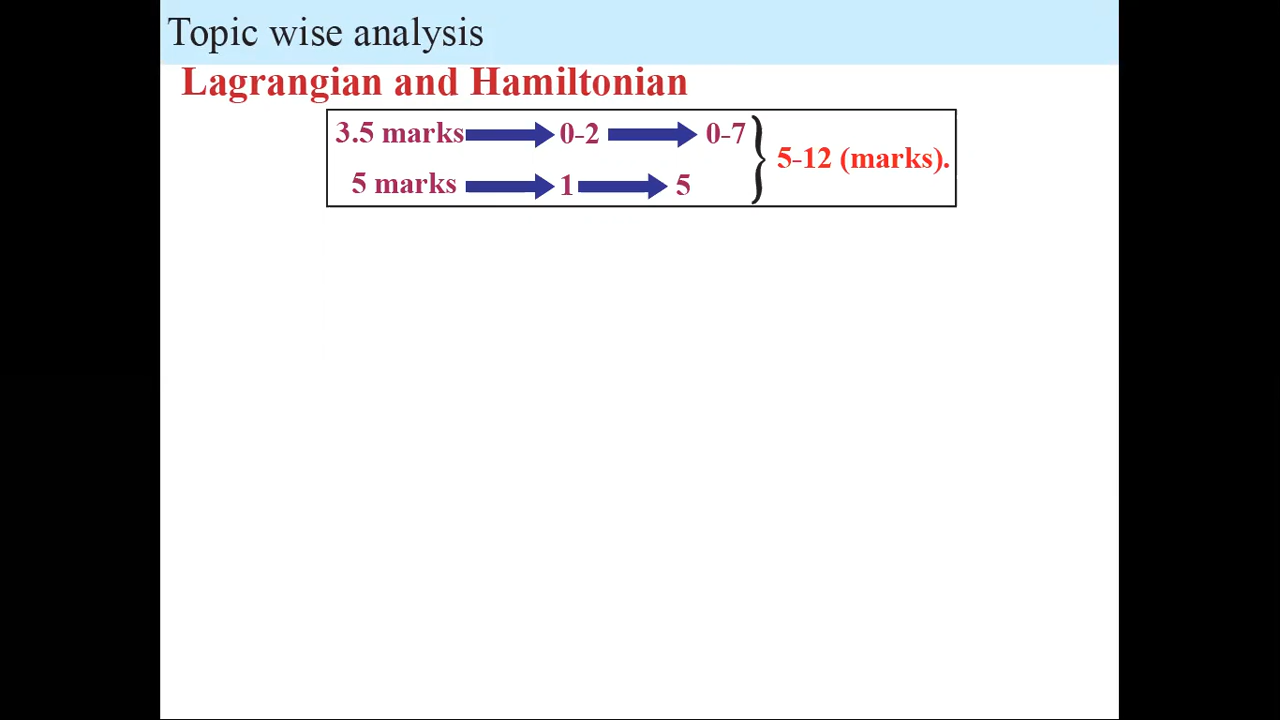 Topic wise analysis
Lagrangian and Hamiltonian
3.5 marks 0-2 0-7
5-12 (marks).
5 marks 1 5